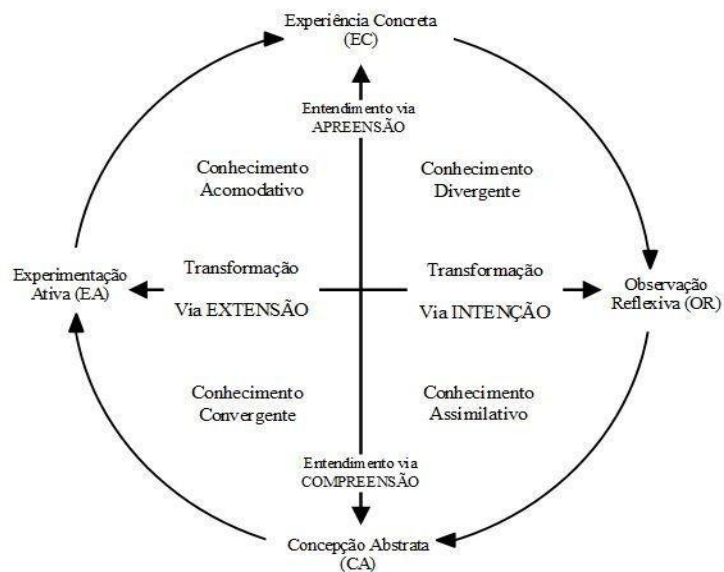 Experiência Concreta
(EC)
Entendimento via
APREENSÃO
Conhecimento
Acomodativo
Conhecimento
Divergente
Experimentação
Ativa (EA)
Transformação
Via EXTENSÃO
Transformação
Via INTENÇÃO
Observação
Reflexiva (OR)
Conhecimento
Convergente
Conhecimento
Assimilativo
Entendimento via
COMPREENSÃO
Concepção Abstrata
(CA)